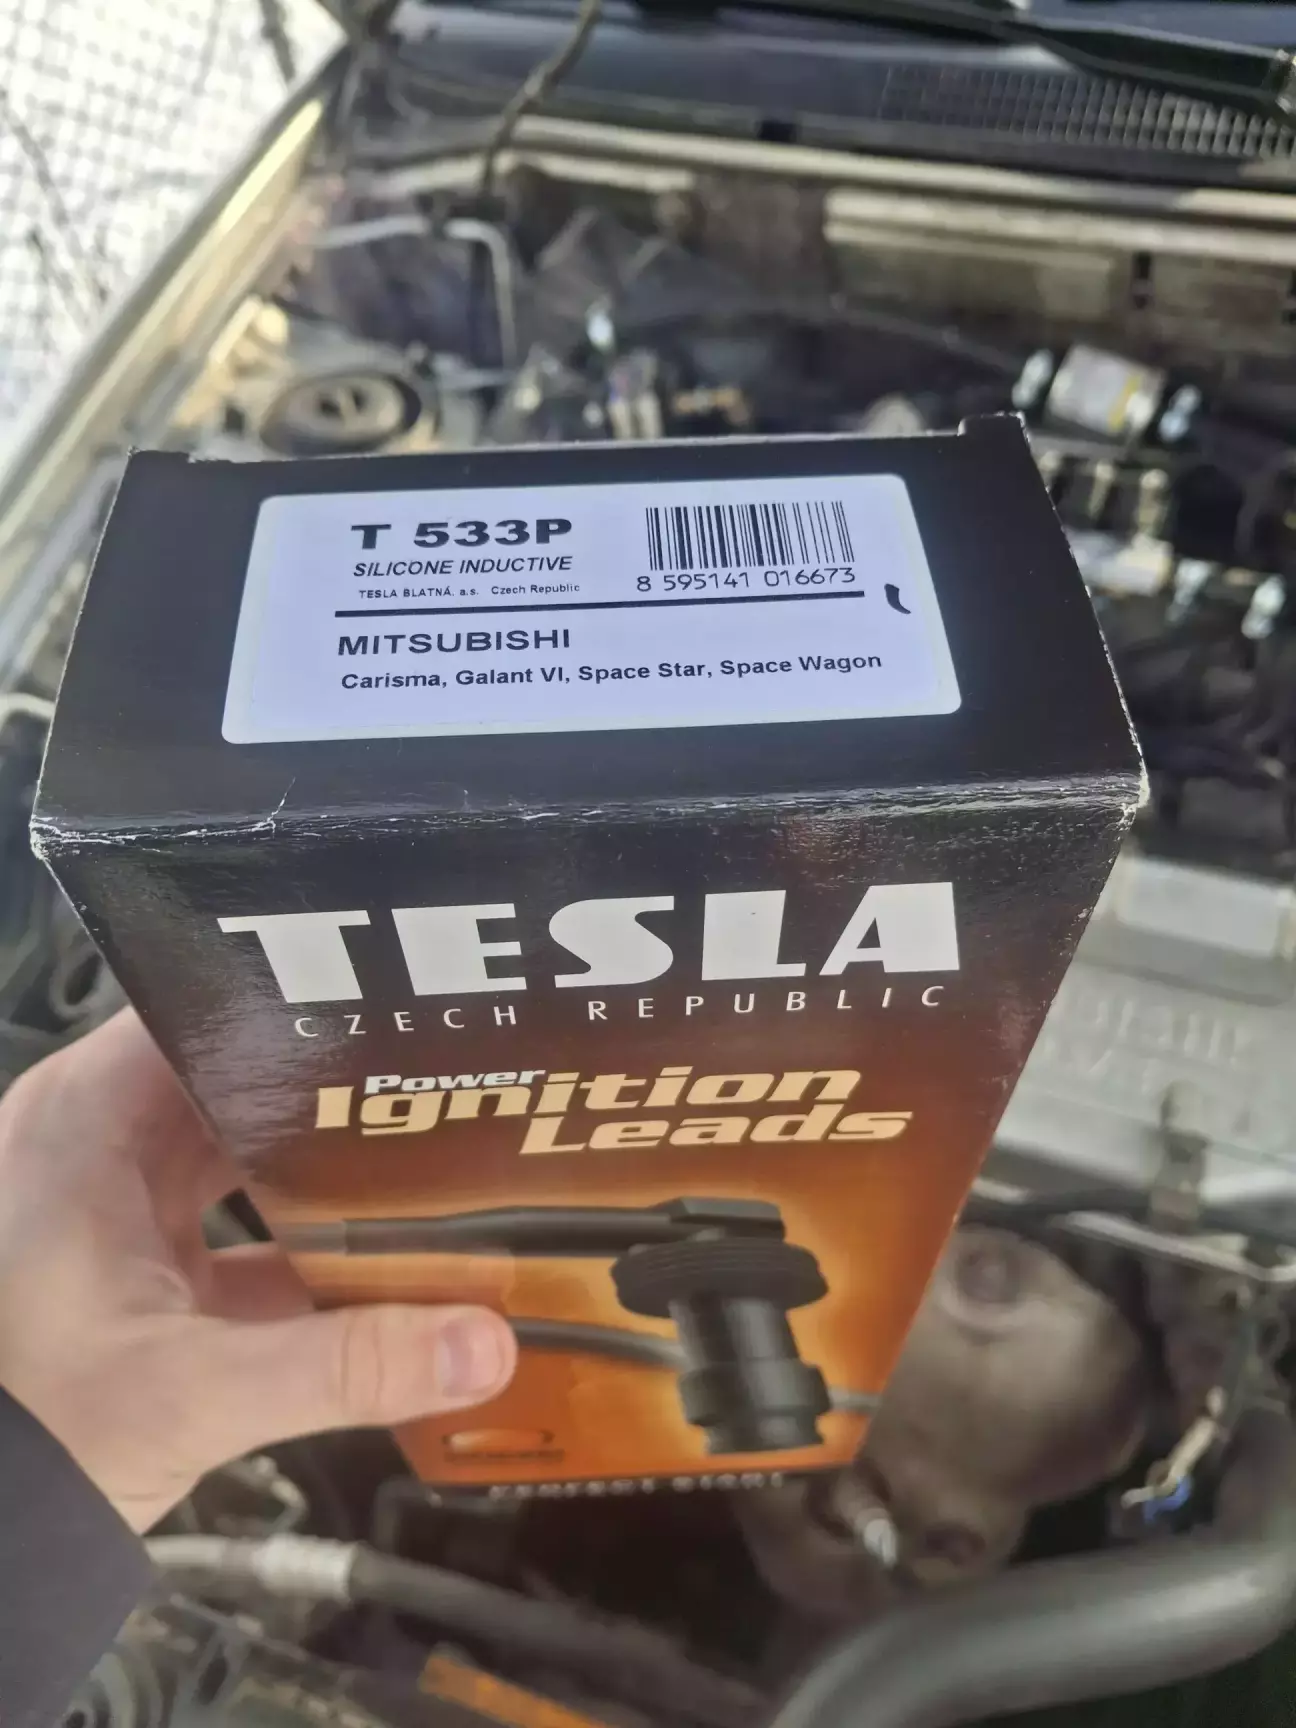 T 533P
SILICONE INDUCTIVE
TESLA BLATNÁ, a.s. Czech Republic
8 595141 016673
MITSUBISHI
Carisma, Galant VI, Space Star, Space Wagon
TESLA
CZECH REPUBLIC
Power
Ignition
Leads